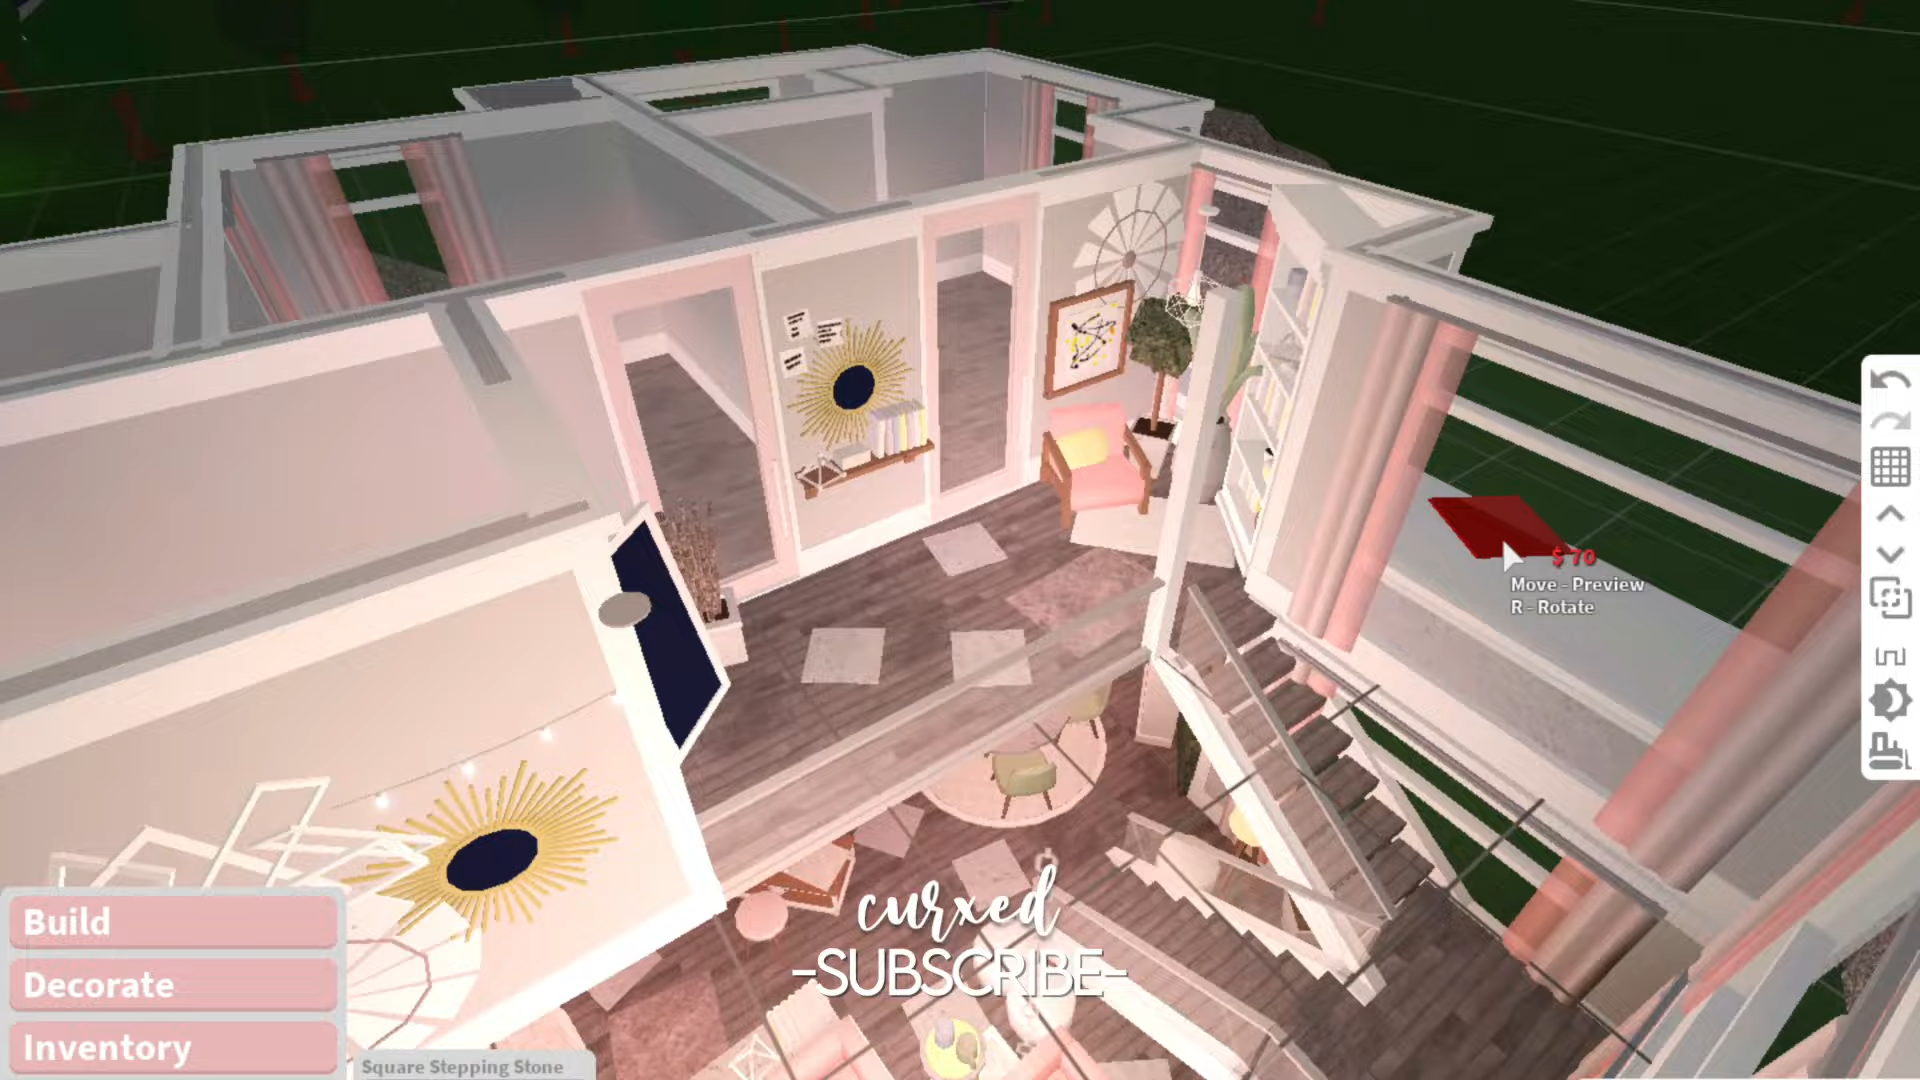 $ 70
Move - Preview
R - Rotate
curxed
-SUBSCRIBE-
Build
Decorate
Inventory
Square Stepping Stone